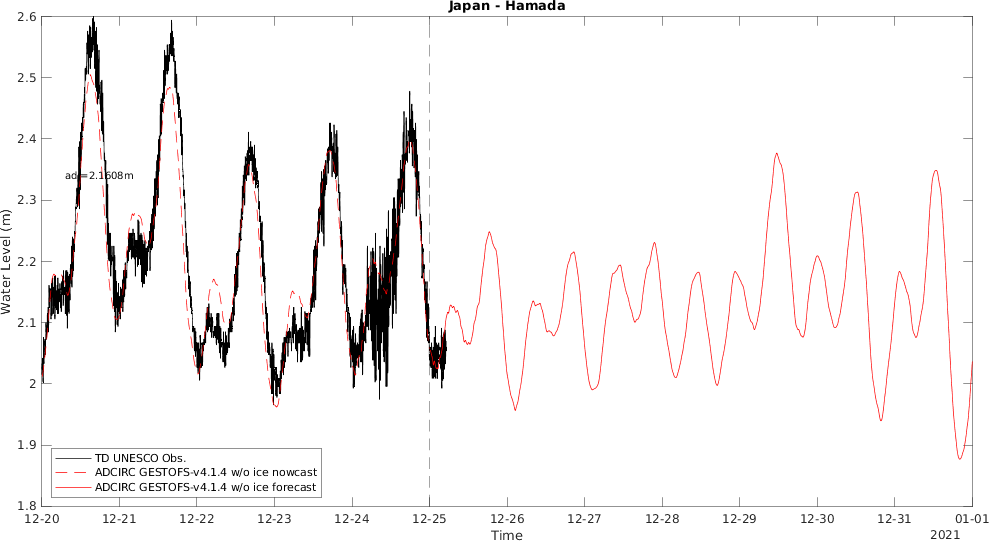 Japan - Hamada
2.6
2.5
2.4
2.3
2.2
2.1
2
1.9
1.8
Water Level (m)
adj=2.1608m
TD UNESCO Obs.
ADCIRC GESTOFS-v4.1.4 w/o ice nowcast
ADCIRC GESTOFS-v4.1.4 w/o ice forecast
12-20 12-21 12-22 12-23 12-24 12-25 12-26 12-27 12-28 12-29 12-30 12-31 01-01
Time
2021